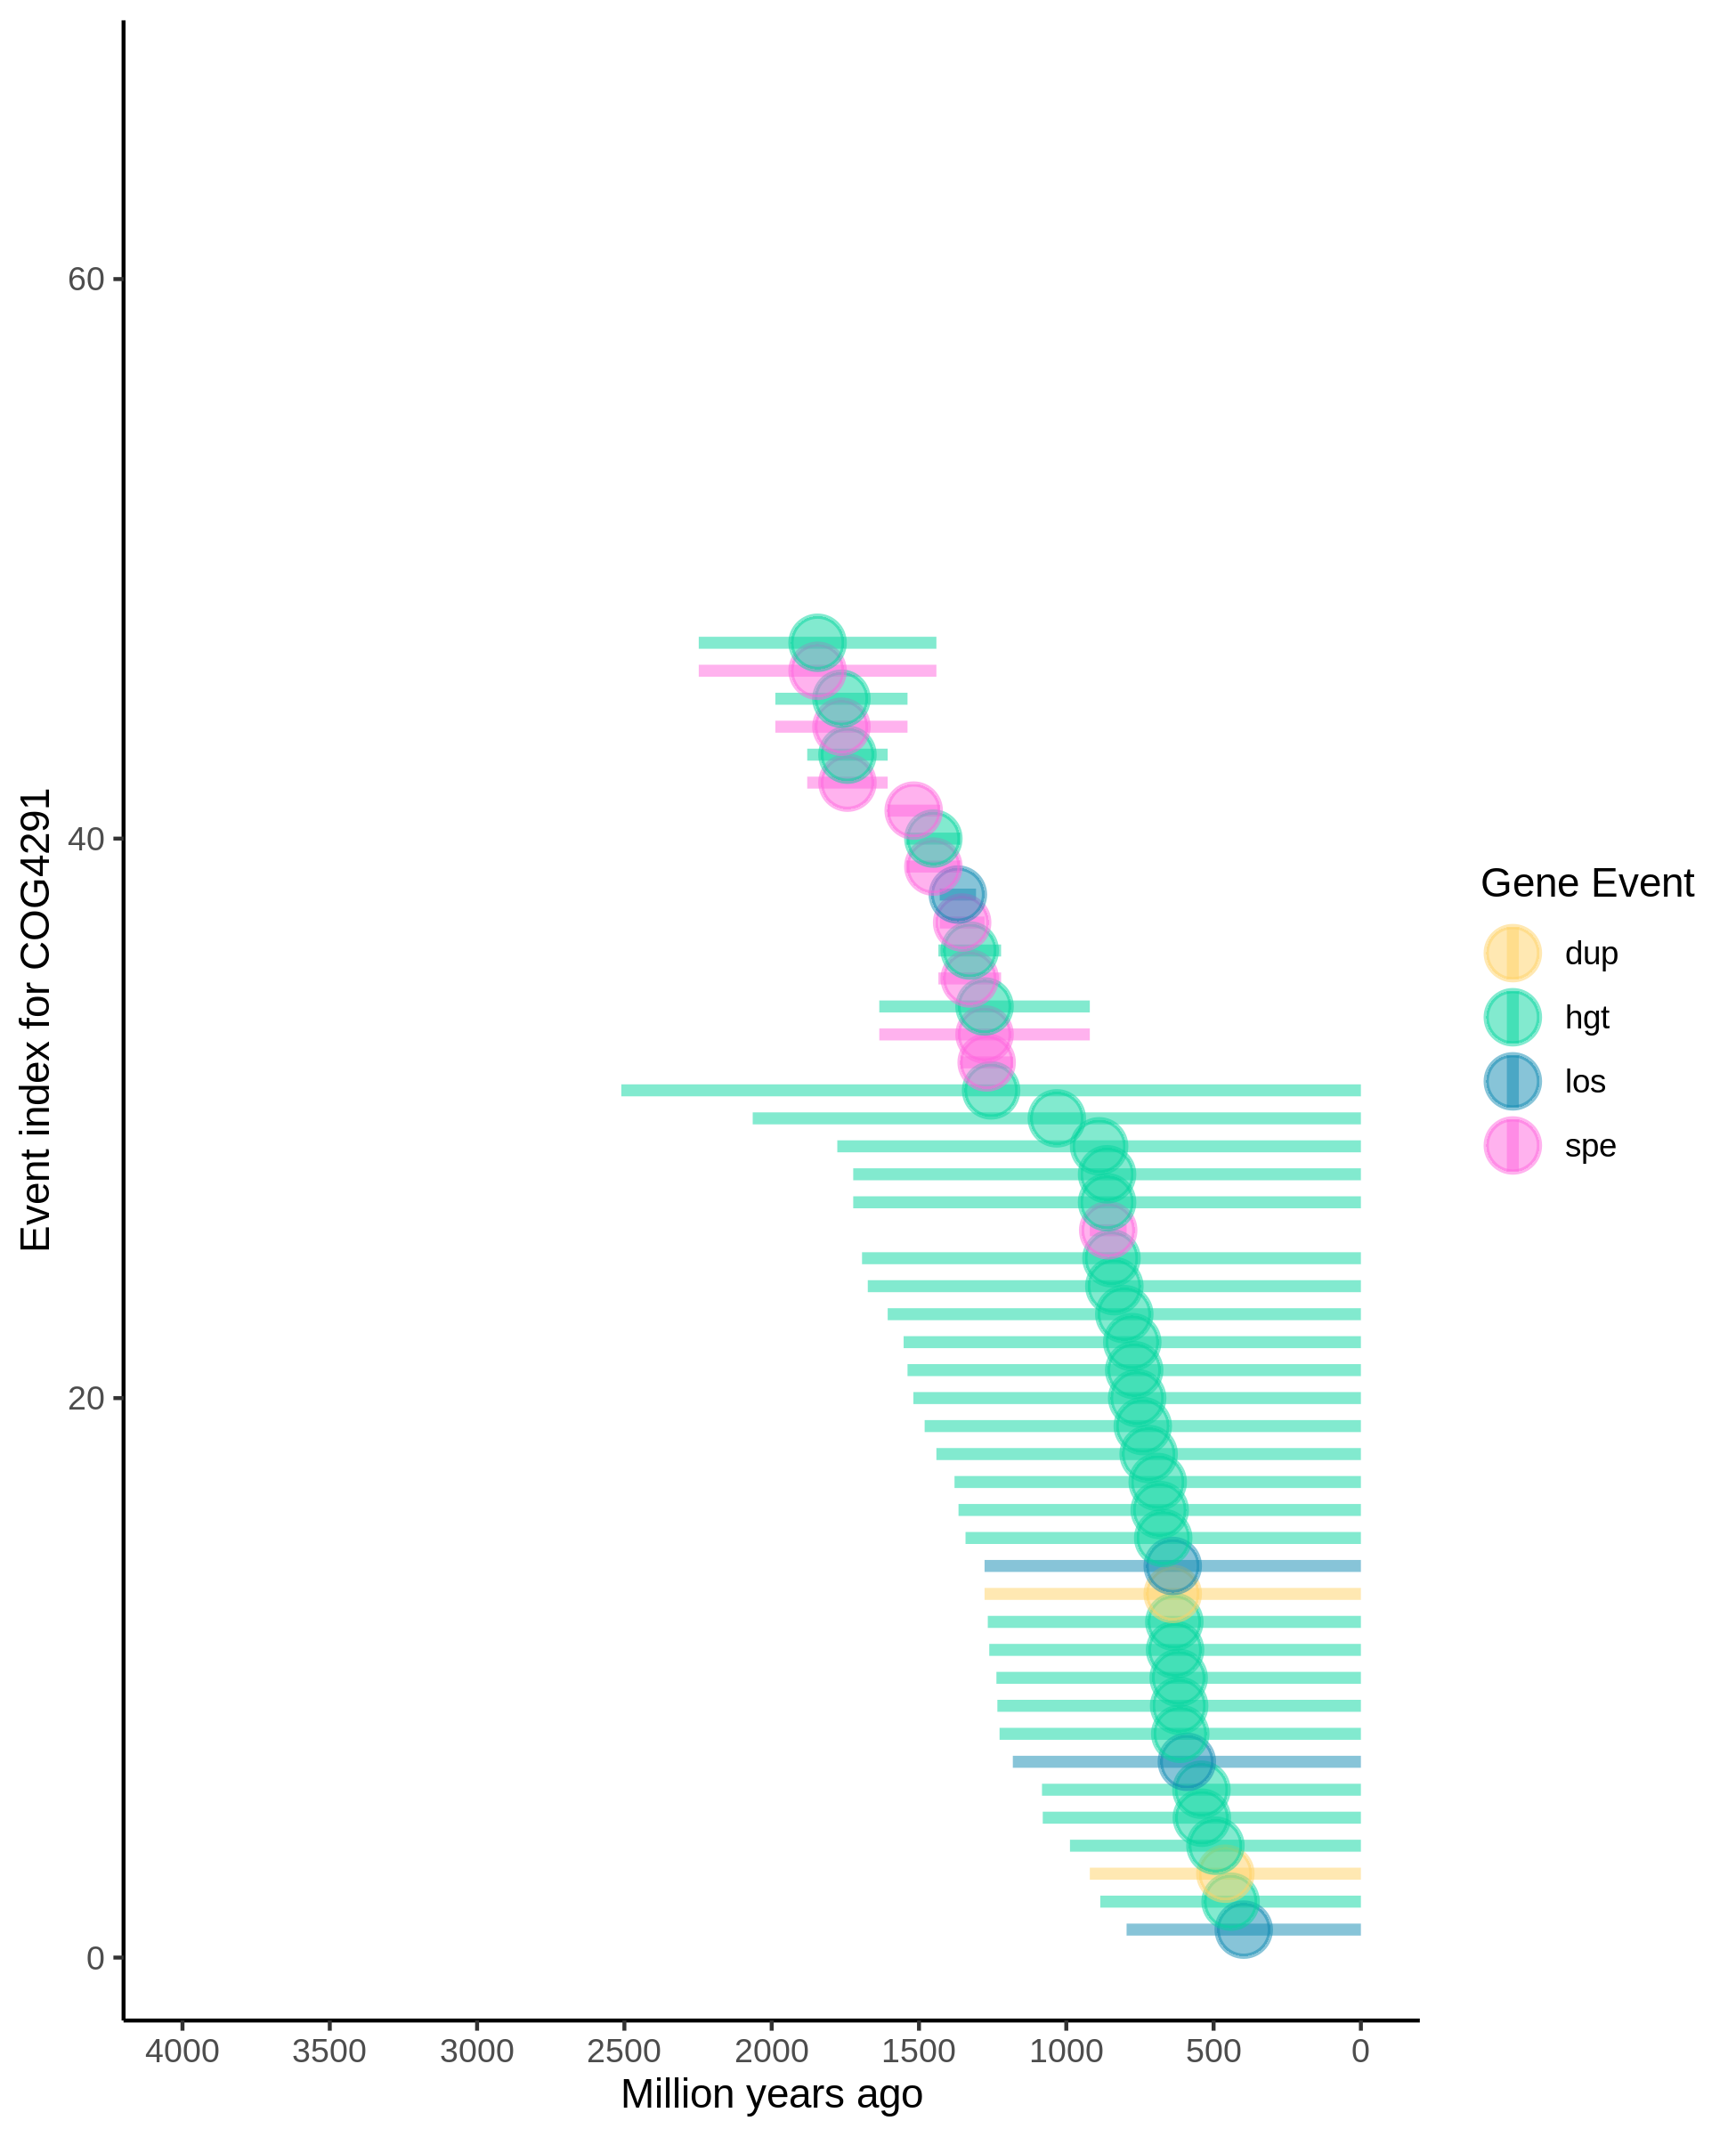 Event index for COG4291
60
40
20
0
4000 3500 3000 2500 2000 1500 1000 500 0
Million years ago
Gene Event
dup
hgt
los
spe